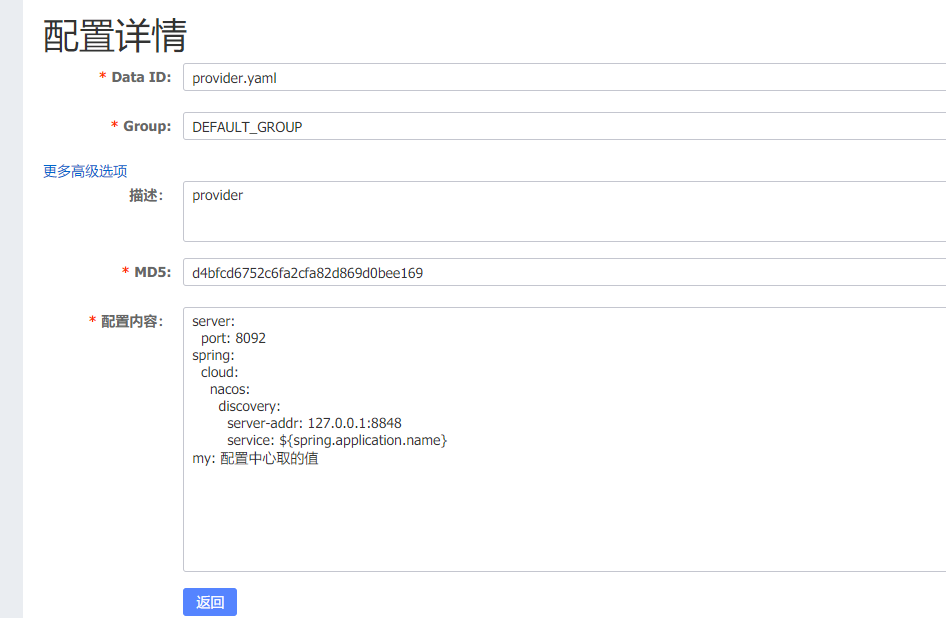 配置详情
* Data ID: provider.yaml
* Group: DEFAULT_GROUP
更多高级选项
描述: provider
* MD5: d4bfcd6752c6fa2cfa82d869d0bee169
* 配置内容: server:
port: 8092
spring:
cloud:
nacos:
discovery:
server-addr: 127.0.0.1:8848
service: ${spring.application.name}
my: 配置中心取的值
返回